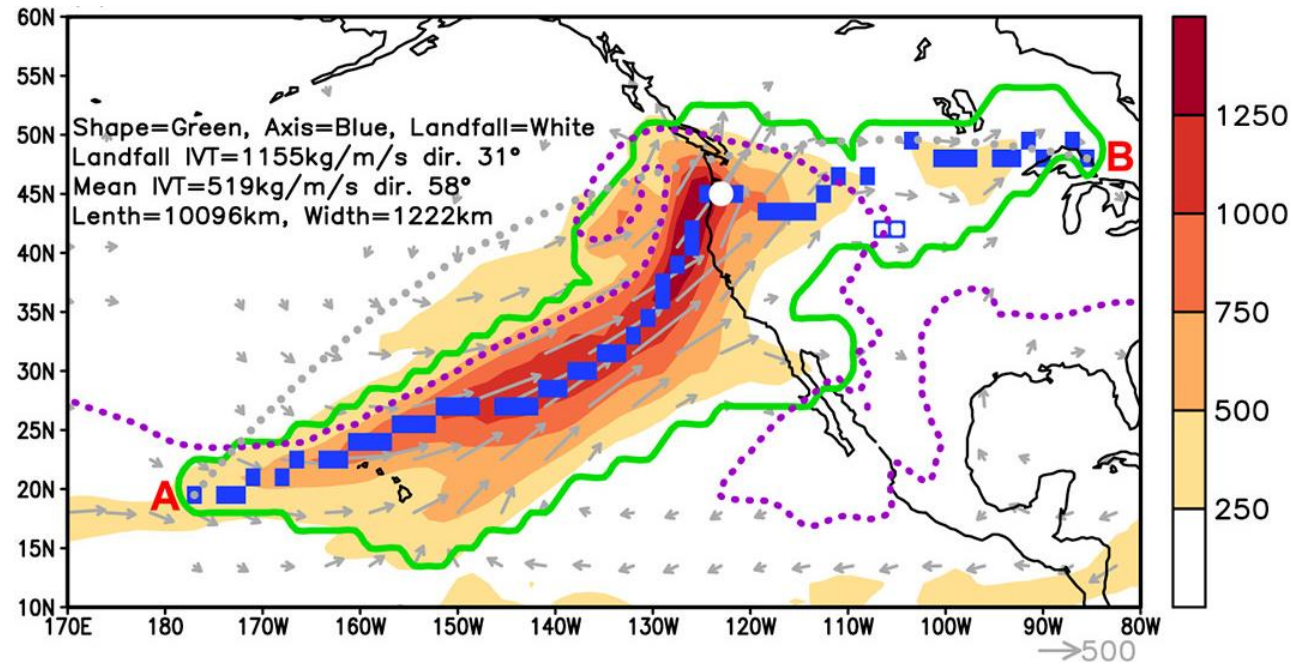 60N
55N
50N
45N
40N
35N
30N
25N
20N
15N
10N
Shape=Green, Axis=Blue, Landfall=White
Landfall IVT=1155kg/m/s dir. 31°
Mean IVT=519kg/m/s dir. 58°
Lenth=10096km, Width=1222km
A
B
170E 180 170W 160W 150W 140W 130W 120W 110W 100W 90W 80W
500
1250
1000
750
500
250